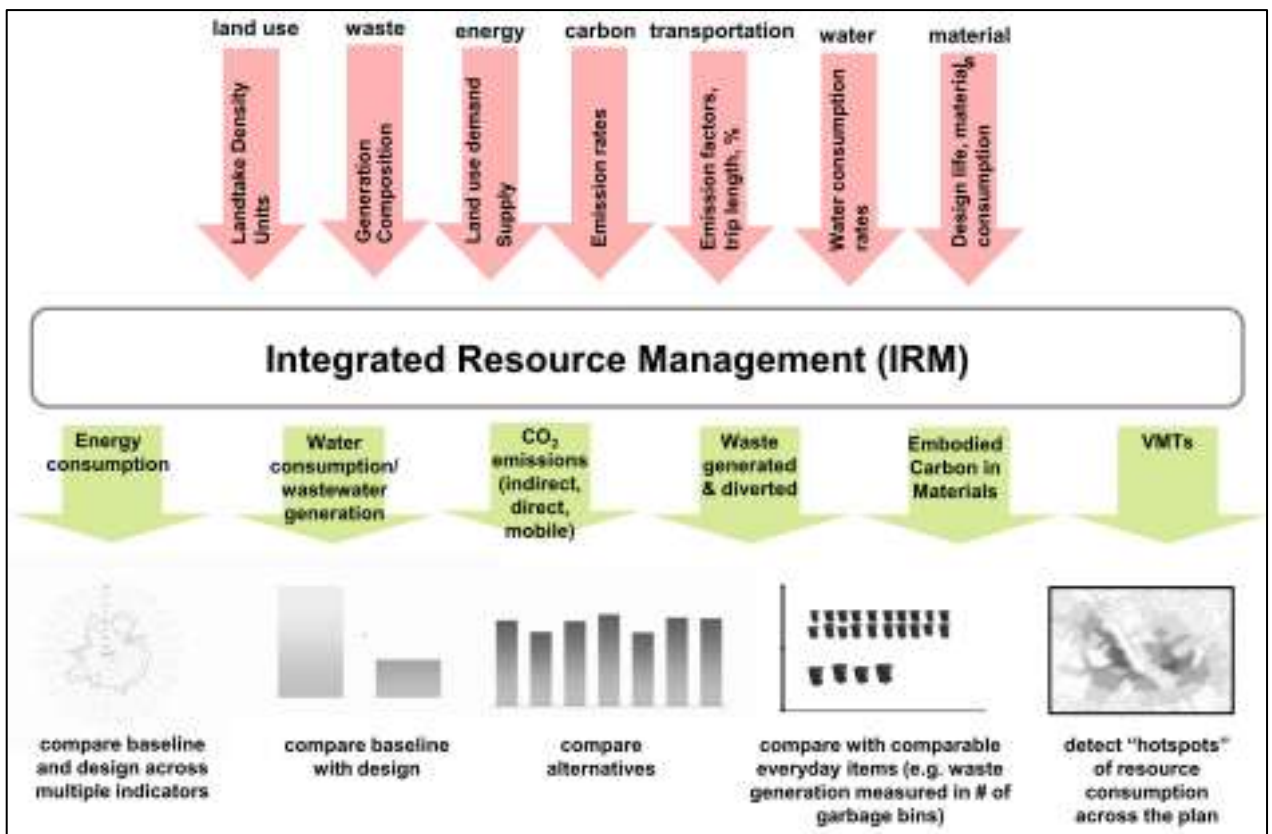 land use
waste
energy
carbon
transportation
water
material
Landtake Density
Units
Generation
Composition
Land use demand
Supply
Emission rates
Emission factors,
trip length, %
Water consumption
rates
Design life, material,
consumption
$
Integrated Resource Management (IRM)
Energy
consumption
Water
consumption/
wastewater
generation
CO₂
emissions
(indirect,
direct,
mobile)
Waste
generated
& diverted
Embodied
Carbon in
Materials
VMTs
compare baseline
and design across
multiple indicators
compare baseline
with design
compare
alternatives
compare with comparable
everyday items (e.g. waste
generation measured in # of
garbage bins)
detect “hotspots”
of resource
consumption
across the plan